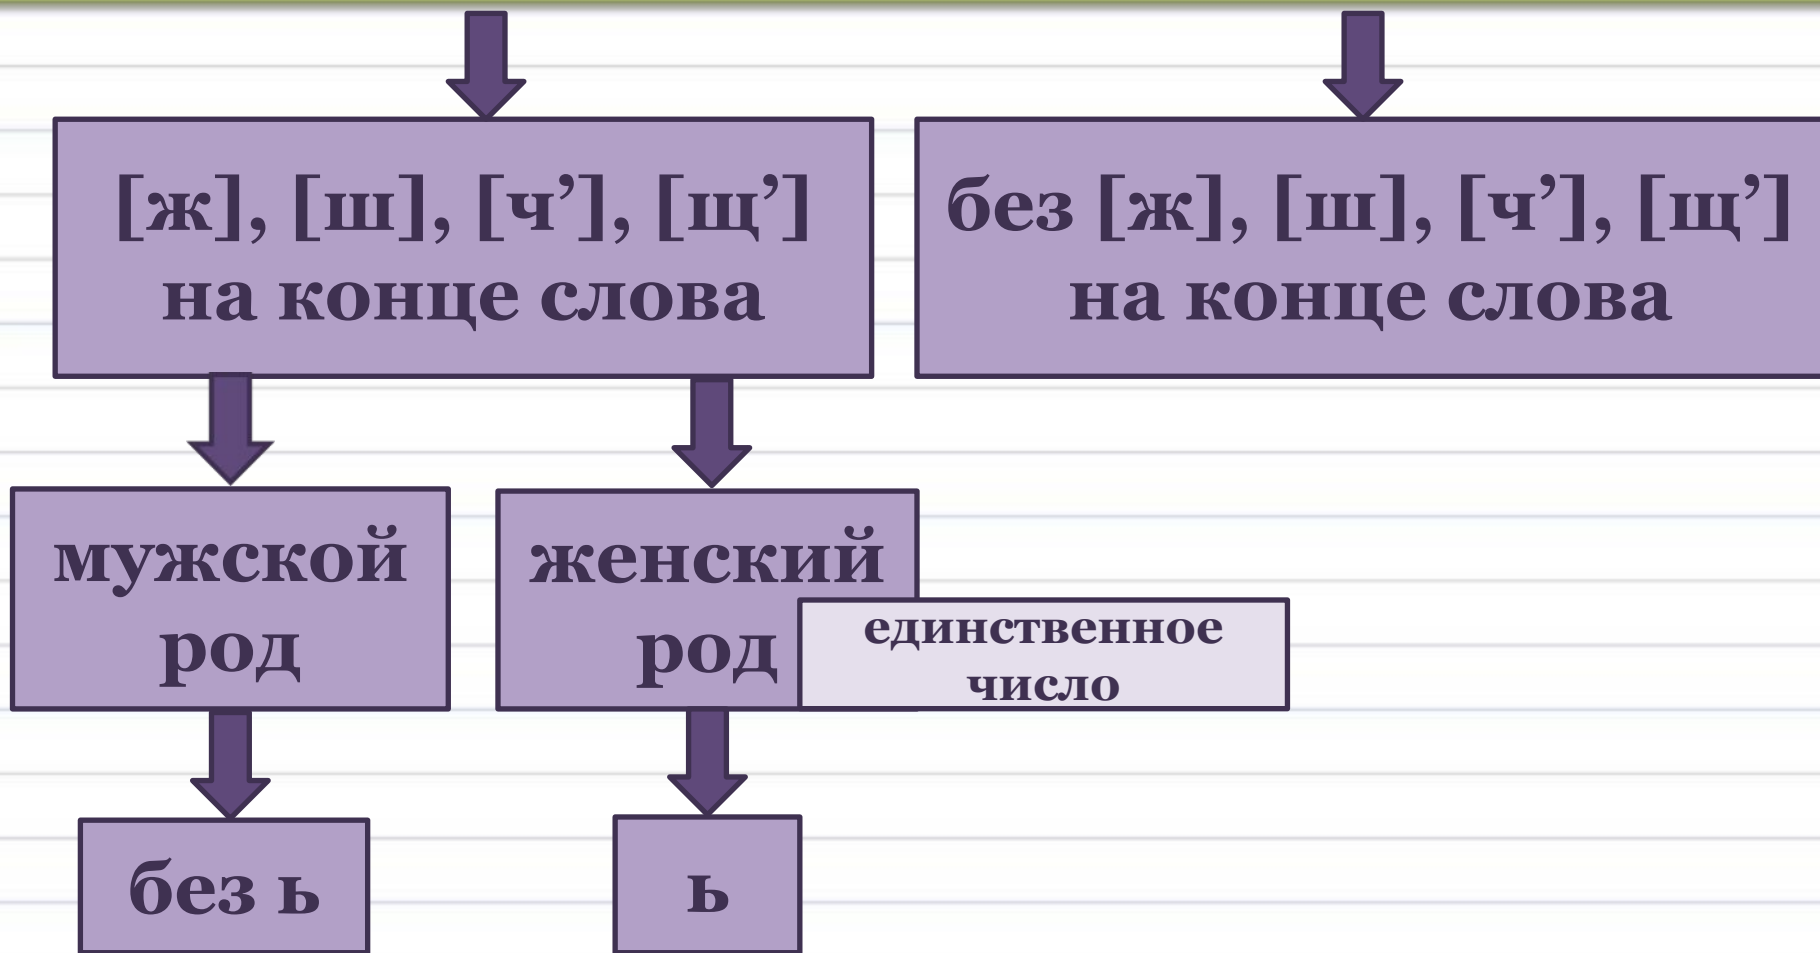 [ж], [ш], [ч’], [щ’]
на конце слова
без [ж], [ш], [ч’], [щ’]
на конце слова
мужской
род
женский
род
единственное
число
без ь
ь